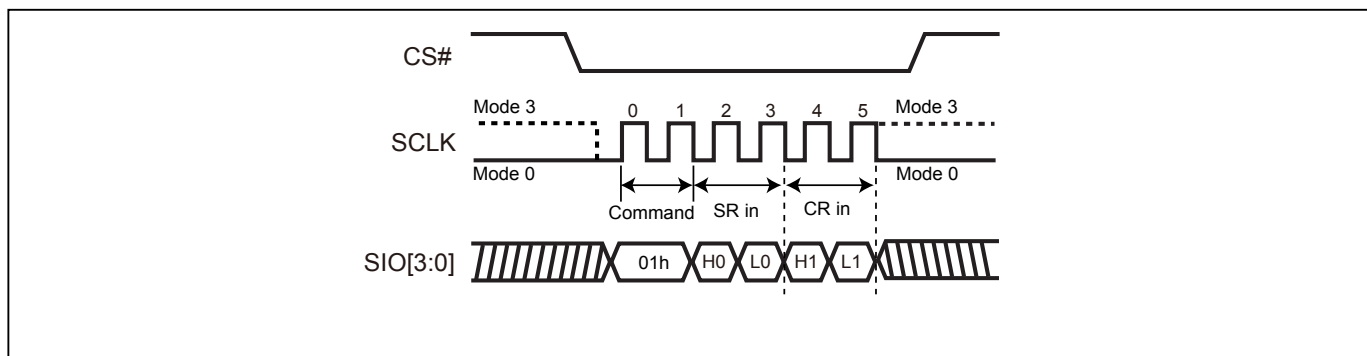 CS#
Mode 3 0 1 2 3 4 5 Mode 3
SCLK
Mode 0 Mode 0
Command SR in CR in
SIO[3:0] 01h H0 L0 H1 L1